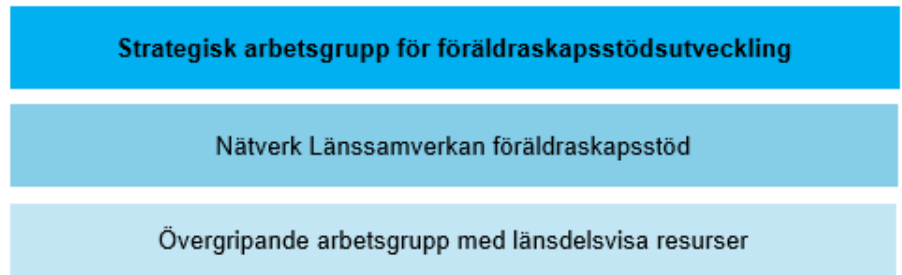 Strategisk arbetsgrupp för föräldraskapsstödsutveckling
Nätverk Länssamverkan föräldraskapsstöd
Övergripande arbetsgrupp med länsdelsvisa resurser